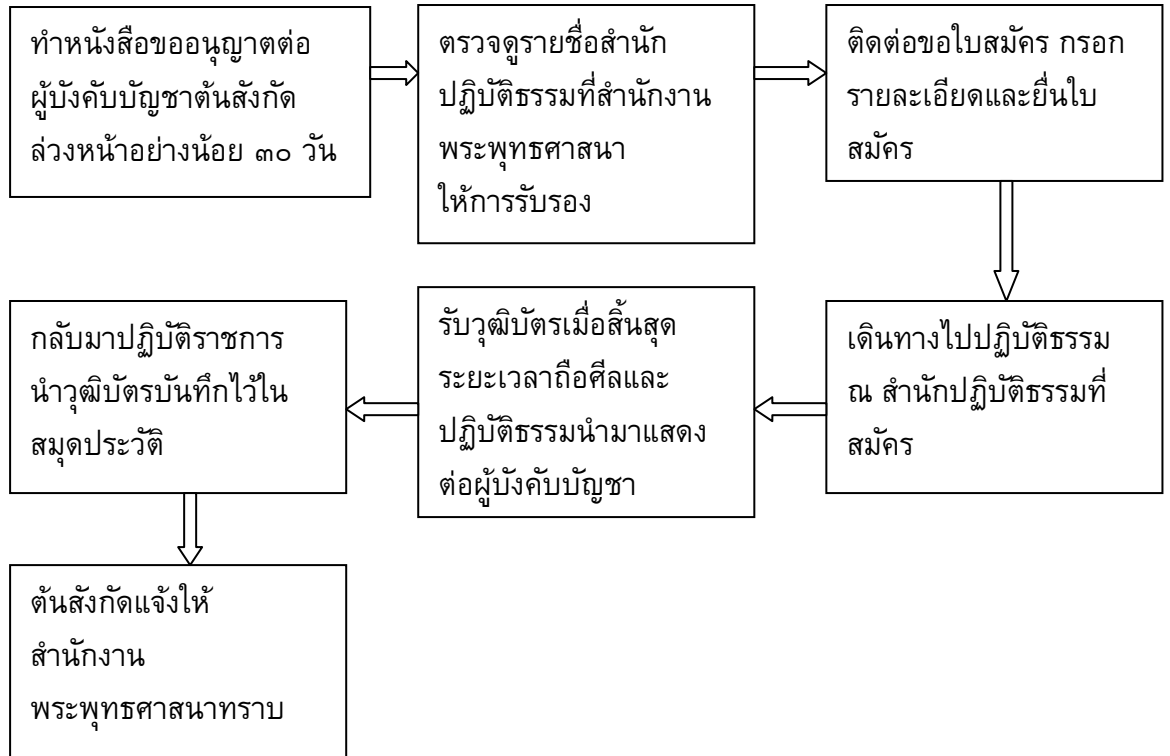 ทำหนังสือขออนุญาตต่อ
ผู้บังคับบัญชาต้นสังกัด
ล่วงหน้าอย่างน้อย ๓๐ วัน
ตรวจดูรายชื่อสำนัก
ปฏิบัติธรรมที่สำนักงาน
พระพุทธศาสนา
ให้การรับรอง
ติดต่อขอใบสมัคร กรอก
รายละเอียดและยื่นใบ
สมัคร
เดินทางไปปฏิบัติธรรม
ณ สำนักปฏิบัติธรรมที่
สมัคร
รับวุฒิบัตรเมื่อสิ้นสุด
ระยะเวลาถือศีลและ
ปฏิบัติธรรมนำมาแสดง
ต่อผู้บังคับบัญชา
กลับมาปฏิบัติราชการ
นำวุฒิบัตรบันทึกไว้ใน
สมุดประวัติ
ต้นสังกัดแจ้งให้
สำนักงาน
พระพุทธศาสนาทราบ